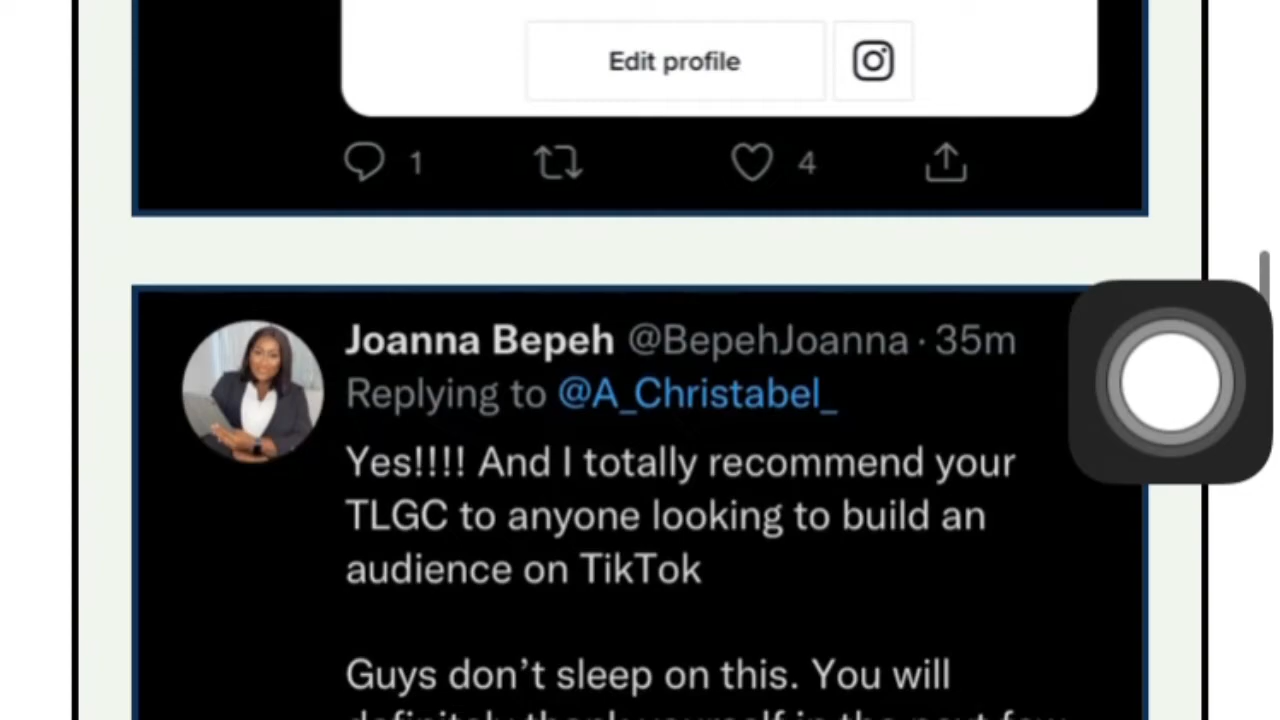 Edit profile
1
4
Joanna Bepeh @BepehJoanna · 35m
Replying to @A_Christabel_
Yes!!!! And I totally recommend your
TLGC to anyone looking to build an
audience on TikTok
Guys don’t sleep on this. You will